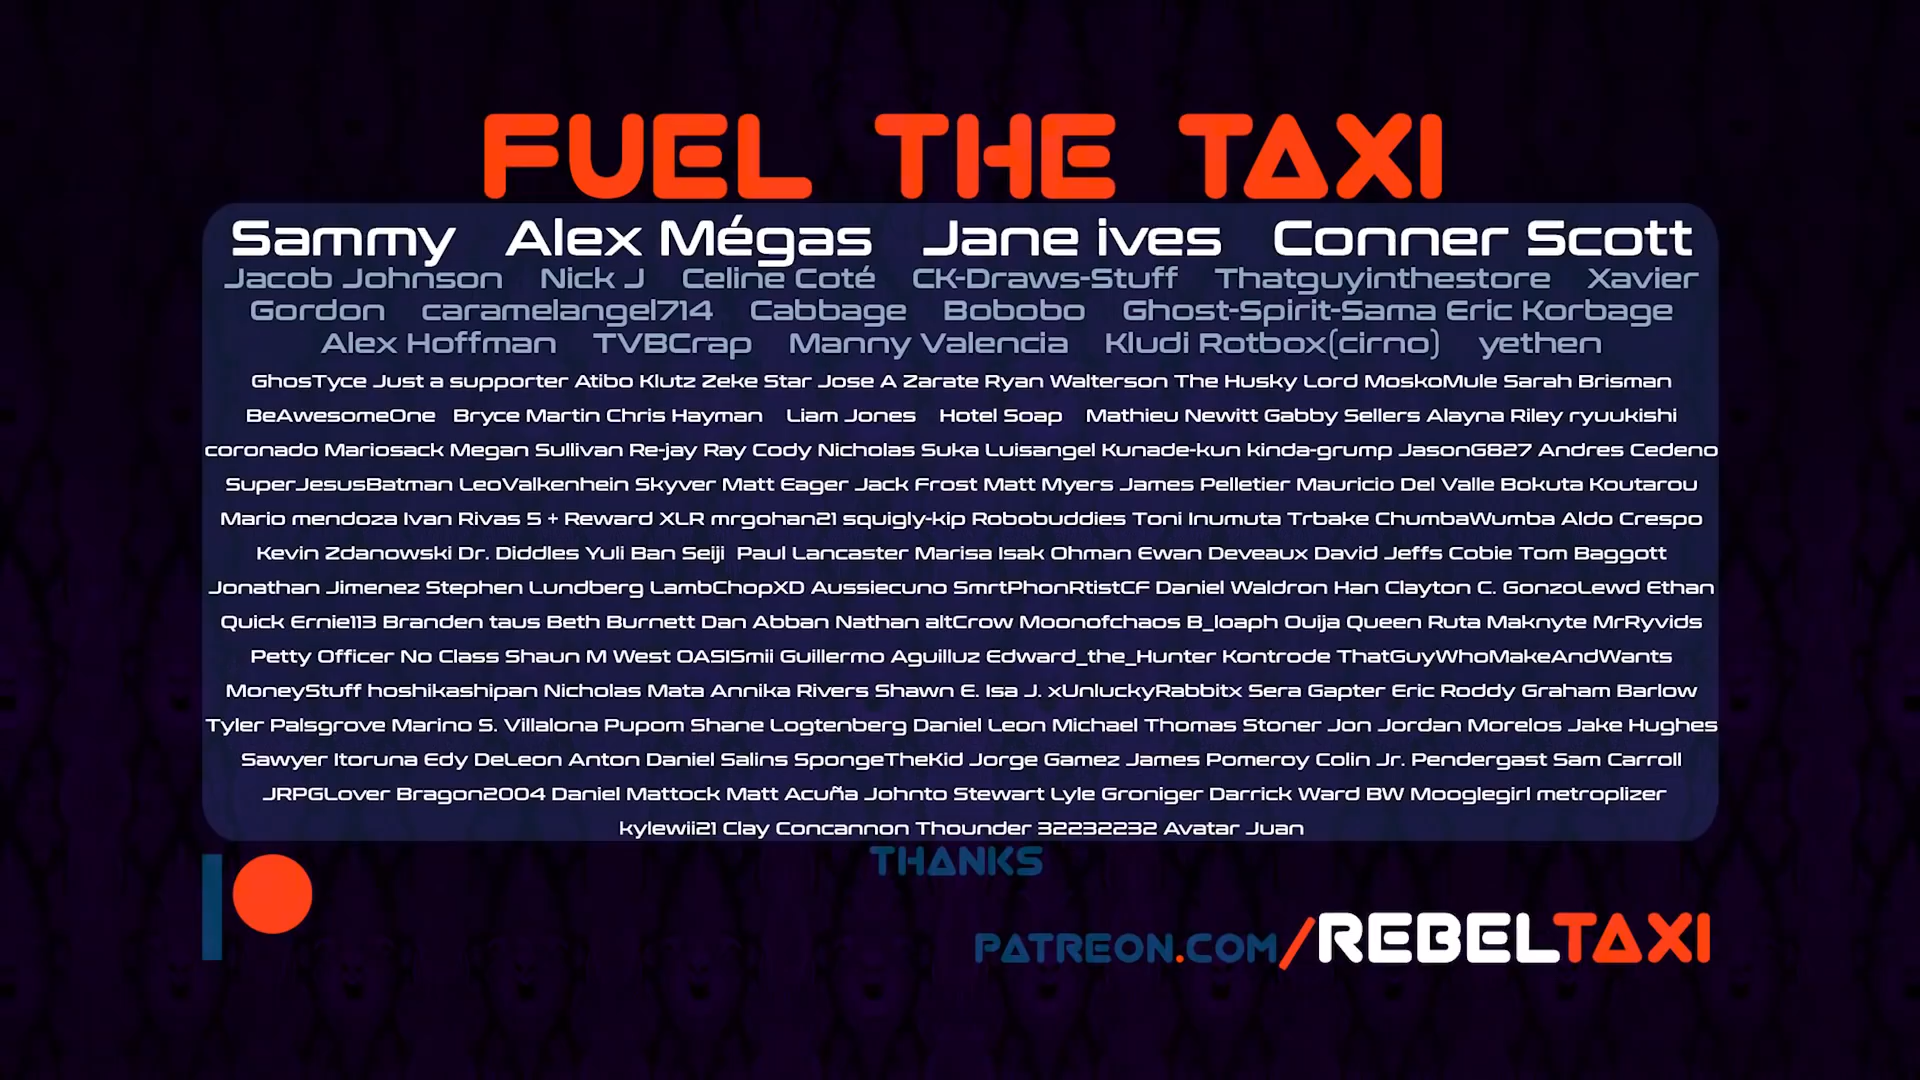 FUEL THE TAXI
Sammy Alex Mégas Jane ives Conner Scott
Jacob Johnson Nick J Celine Coté CK-Draws-Stuff Thatguyinthestore Xavier
Gordon caramelangel714 Cabbage Bobobo Ghost-Spirit-Sama Eric Korbage
Alex Hoffman TVBCrap Manny Valencia Kludi Rotbox(cirno) yethen
GhosTyce Just a supporter Atibo Klutz Zeke Star Jose A Zarate Ryan Walterson The Husky Lord MoskoMule Sarah Brisman
BeAwesomeOne Bryce Martin Chris Hayman Liam Jones Hotel Soap Mathieu Newitt Gabby Sellers Alayna Riley ryuukishi
coronado Mariosack Megan Sullivan Re-jay Ray Cody Nicholas Suka Luisangel Kunade-kun kinda-grump JasonG827 Andres Cedeno
SuperJesusBatman LeoValkenhein Skyver Matt Eager Jack Frost Matt Myers James Pelletier Mauricio Del Valle Bokuta Koutarou
Mario mendoza Ivan Rivas 5 + Reward XLR mrgohan21 squigly-kip Robobuddies Toni Inumuta Trbake ChumbaWumba Aldo Crespo
Kevin Zdanowski Dr. Diddles Yuli Ban Seiji Paul Lancaster Marisa Isak Ohman Ewan Deveaux David Jeffs Cobie Tom Baggott
Jonathan Jimenez Stephen Lundberg LambChopXD Aussiecuno SmrtPhonRtistCF Daniel Waldron Han Clayton C. GonzoLewd Ethan
Quick Ernie113 Branden taus Beth Burnett Dan Abban Nathan altCrow Moonofchaos B_loaph Ouija Queen Ruta Maknyte MrRyvids
Petty Officer No Class Shaun M West OASISmii Guillermo Aguilluz Edward_the_Hunter Kontrode ThatGuyWhoMakeAndWants
MoneyStuff hoshikashipan Nicholas Mata Annika Rivers Shawn E. Isa J. xUnluckyRabbitx Sera Gapter Eric Roddy Graham Barlow
Tyler Palsgrove Marino S. Villalona Pupom Shane Logtenberg Daniel Leon Michael Thomas Stoner Jon Jordan Morelos Jake Hughes
Sawyer Itoruna Edy DeLeon Anton Daniel Salins SpongeTheKid Jorge Gamez James Pomeroy Colin Jr. Pendergast Sam Carroll
JRPGLover Bragon2004 Daniel Mattock Matt Acuña Johnto Stewart Lyle Groniger Darrick Ward BW Mooglegirl metroplizer
kylewii21 Clay Concannon Thounder 32232232 Avatar Juan
THANKS
PATREON.COM/REBELTAXI